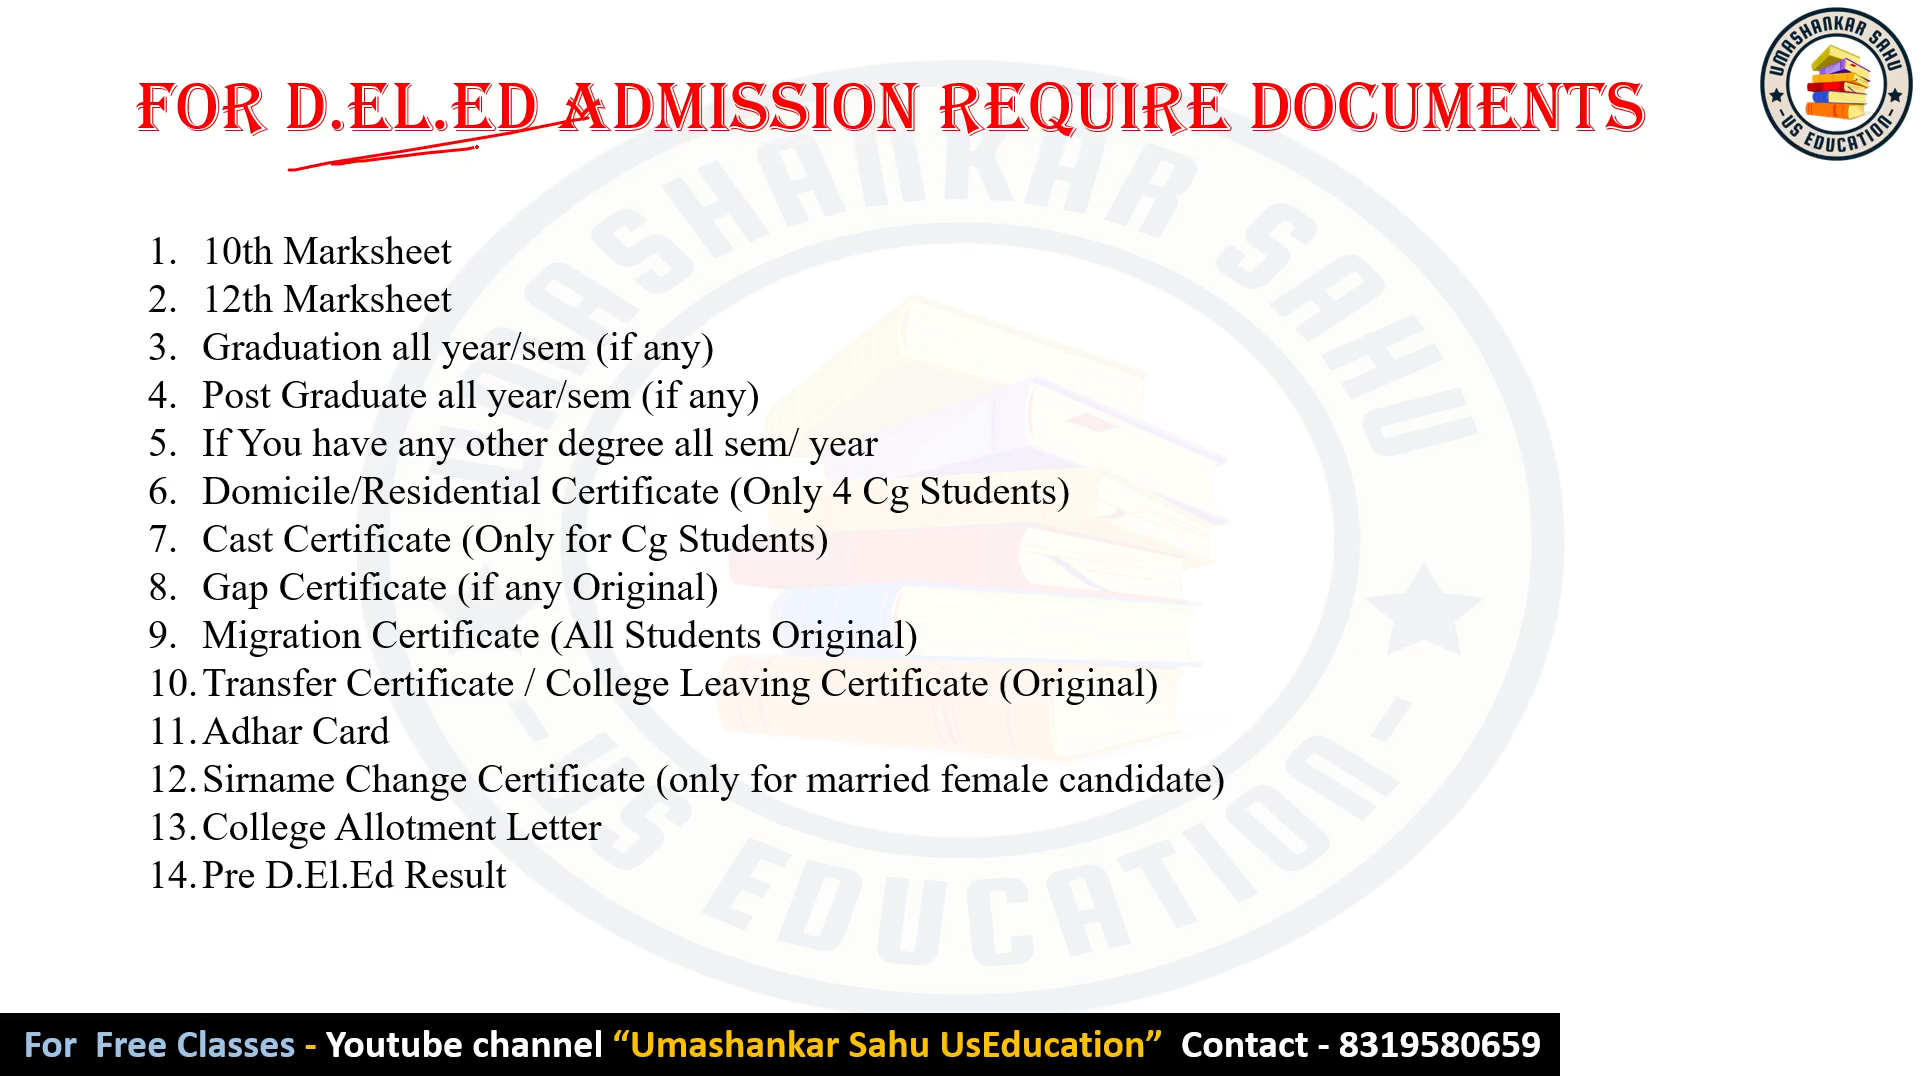 FOR D.EL.ED ADMISSION REQUIRE DOCUMENTS
UMASHANKAR SAHU
- US EDUCATION -
1. 10th Marksheet
2. 12th Marksheet
3. Graduation all year/sem (if any)
4. Post Graduate all year/sem (if any)
5. If You have any other degree all sem/ year
6. Domicile/Residential Certificate (Only 4 Cg Students)
7. Cast Certificate (Only for Cg Students)
8. Gap Certificate (if any Original)
9. Migration Certificate (All Students Original)
10. Transfer Certificate / College Leaving Certificate (Original)
11. Adhar Card
12. Sirname Change Certificate (only for married female candidate)
13. College Allotment Letter
14. Pre D.El.Ed Result
UMASHANKAR SAHU
- US EDUCATION -
For Free Classes - Youtube channel “Umashankar Sahu UsEducation” Contact - 8319580659